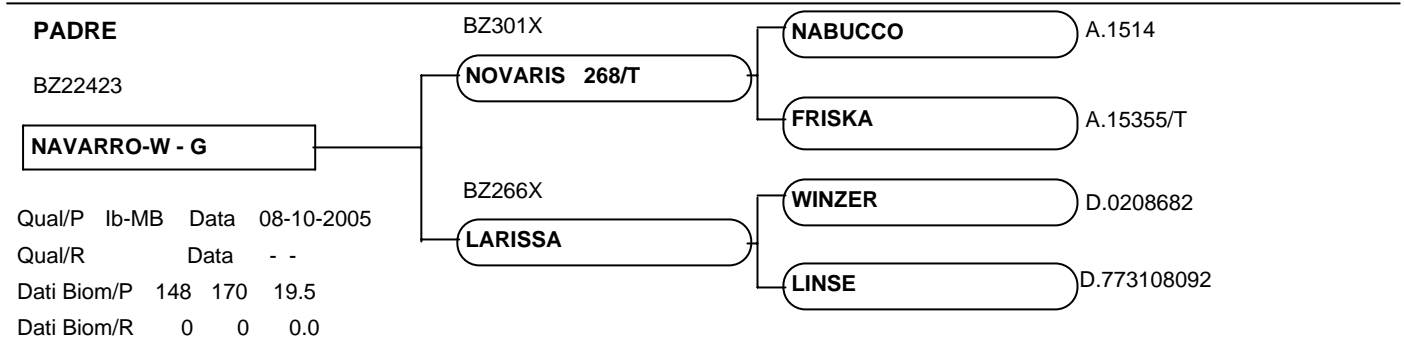 PADRE
BZ22423
NAVARRO-W - G
Qual/P Ib-MB Data 08-10-2005
Qual/R Data - -
Dati Biom/P 148 170 19.5
Dati Biom/R 0 0 0.0
BZ301X
NOVARIS 268/T
BZ266X
LARISSA
NABUCCO A.1514
FRISKA A.15355/T
WINZER D.0208682
LINSE D.773108092